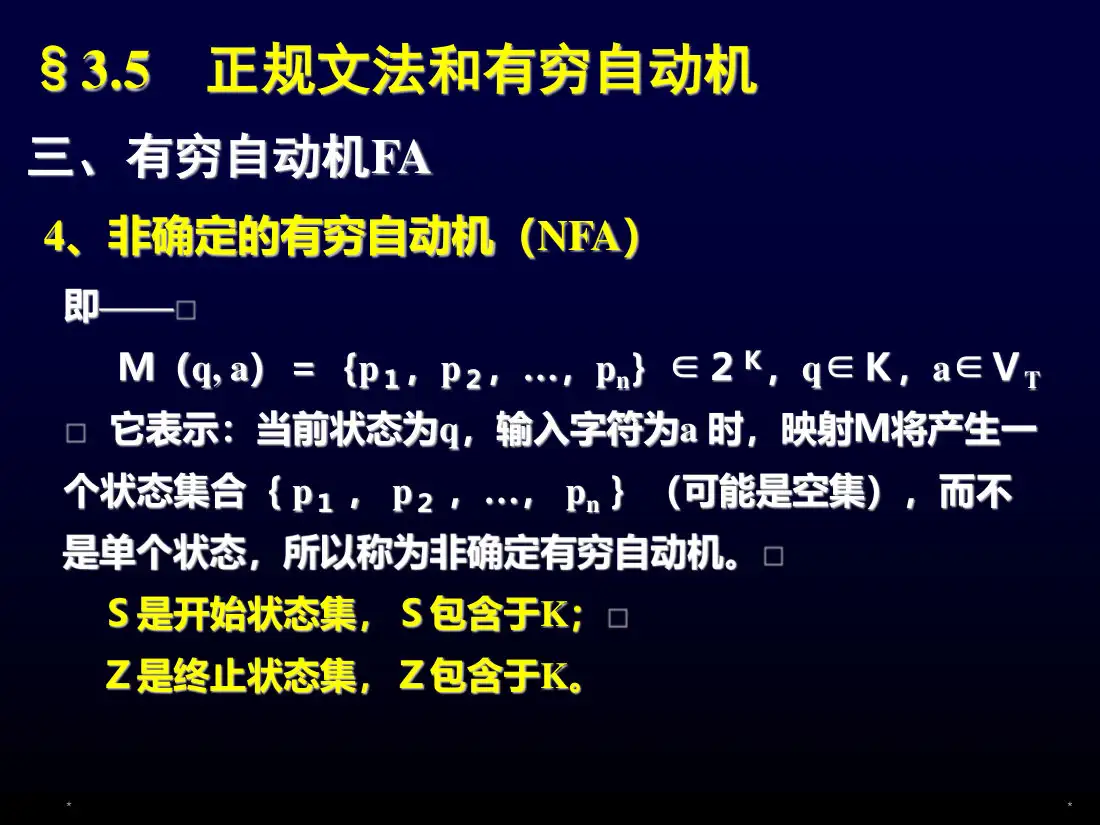 §3.5 正规文法和有穷自动机
三、有穷自动机FA
4、非确定的有穷自动机（NFA）
即——□
M（q, a）＝｛p₁，p₂，…，pₙ｝∈２ᴷ，q∈Ｋ，a∈Ｖ_T
□ 它表示：当前状态为q，输入字符为a 时，映射M将产生一
个状态集合｛ p₁ ， p₂ ，…， pₙ ｝（可能是空集），而不
是单个状态，所以称为非确定有穷自动机。□
Ｓ是开始状态集，Ｓ包含于K；□
Ｚ是终止状态集，Ｚ包含于K。
* *